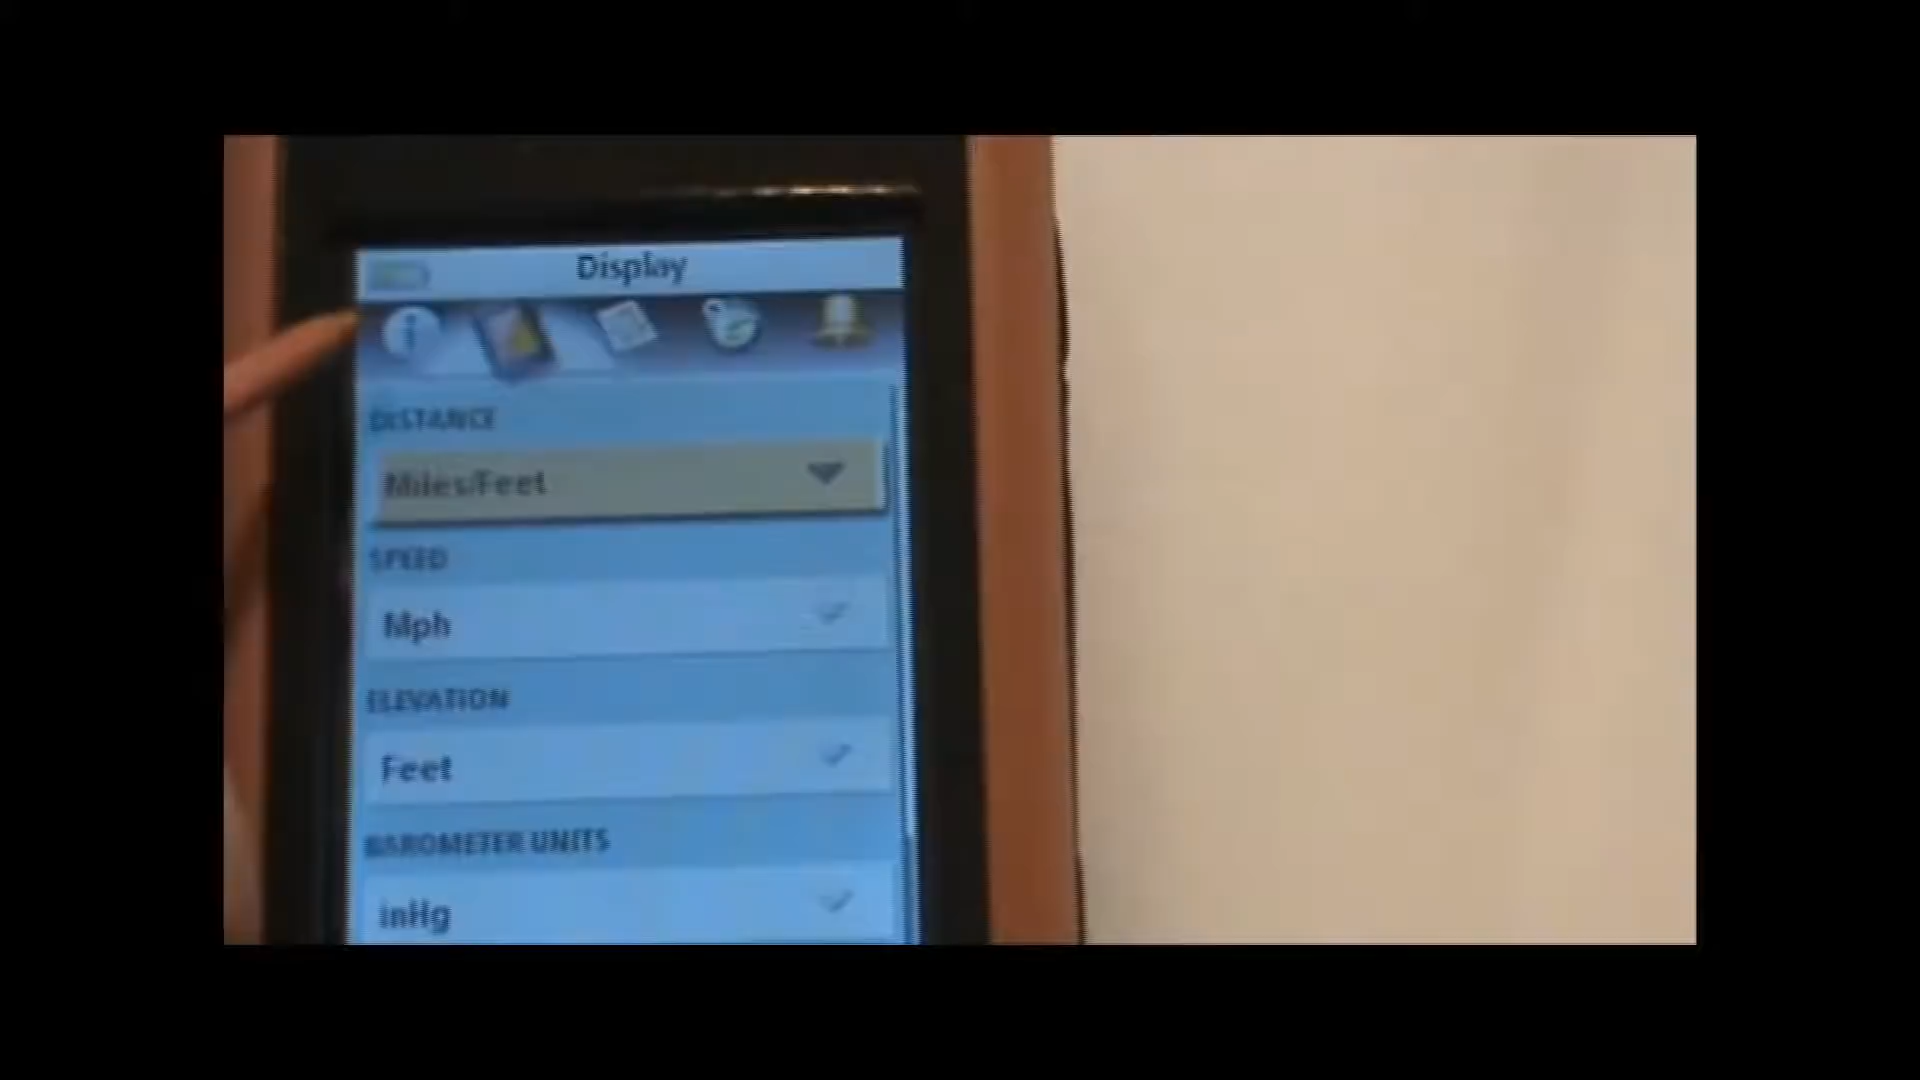 Display
DISTANCE
Miles/Feet
SPEED
Mph
ELEVATION
Feet
BAROMETER UNITS
inHg